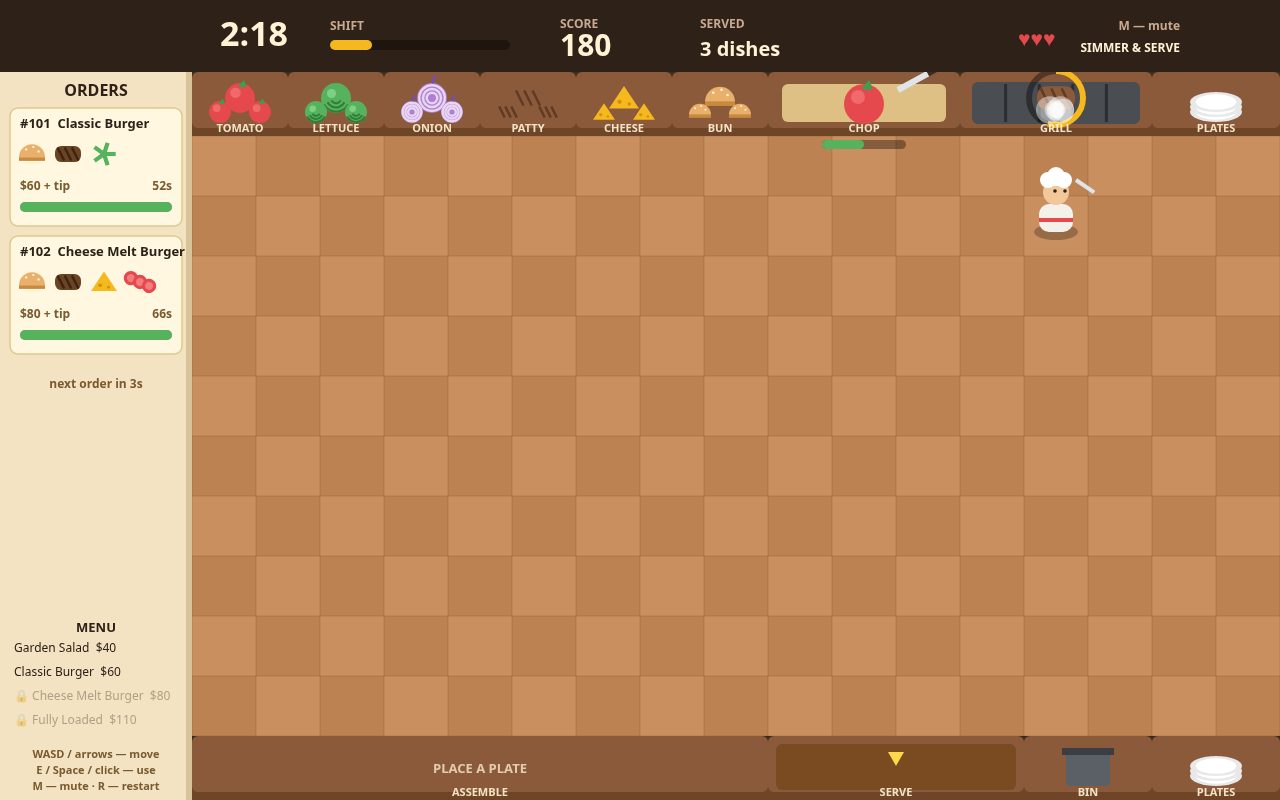 2:18
SHIFT
SCORE
180
SERVED
3 dishes
M — mute
SIMMER & SERVE
ORDERS
#101 Classic Burger
$60 + tip 52s
#102 Cheese Melt Burger
$80 + tip 66s
next order in 3s
MENU
Garden Salad $40
Classic Burger $60
Cheese Melt Burger $80
Fully Loaded $110
WASD / arrows — move
E / Space / click — use
M — mute · R — restart
TOMATO
LETTUCE
ONION
PATTY
CHEESE
BUN
CHOP
GRILL
PLATES
PLACE A PLATE
ASSEMBLE
SERVE
BIN
PLATES